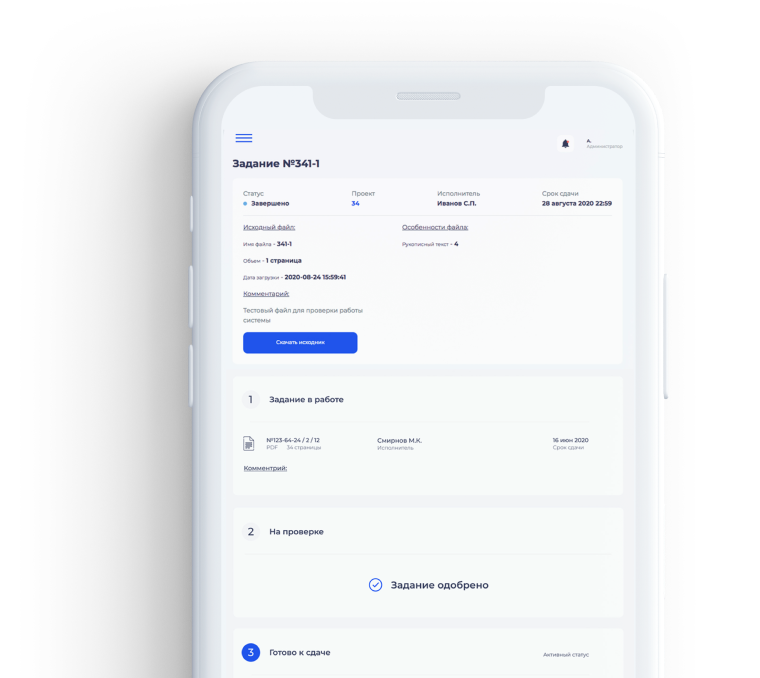 А.
Администратор
Задание №341-1
Статус Проект Исполнитель Срок сдачи
Завершено 34 Иванов С.П. 28 августа 2020 22:59
Исходный файл: Особенности файла:
Имя файла - 341-1 Рукописный текст - 4
Объем - 1 страница
Дата загрузки - 2020-08-24 15:59:41
Комментарий:
Тестовый файл для проверки работы
системы
Скачать исходник
1 Задание в работе
№123-64-24 / 2 / 12 Смирнов М.К. 16 июн 2020
PDF 34 страницы Исполнитель Срок сдачи
Комментрий:
2 На проверке
Задание одобрено
3 Готово к сдаче Активный статус